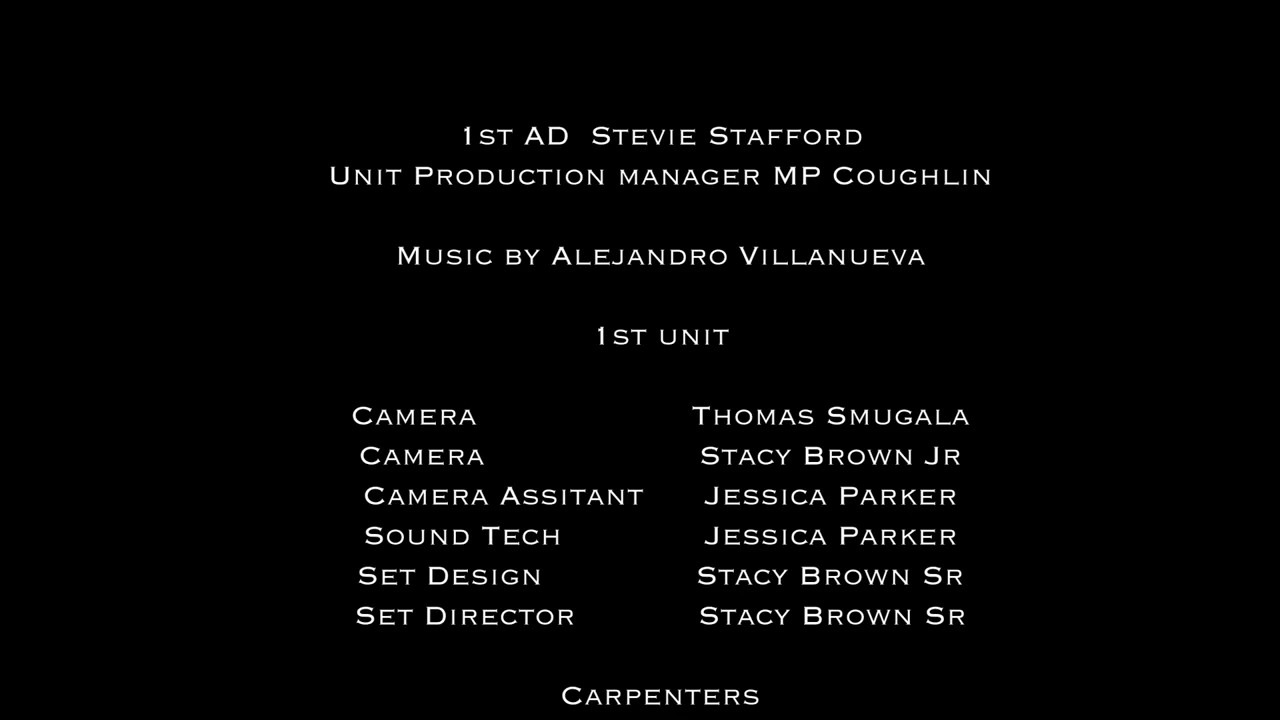 1st AD  Stevie Stafford
Unit Production manager MP Coughlin
Music by Alejandro Villanueva
1st unit
Camera Thomas Smugala
Camera Stacy Brown Jr
Camera Assitant Jessica Parker
Sound Tech Jessica Parker
Set Design Stacy Brown Sr
Set Director Stacy Brown Sr
Carpenters